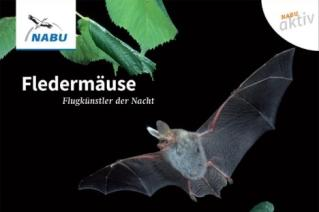 NABU
NABU
aktiv
Fledermäuse
Flugkünstler der Nacht